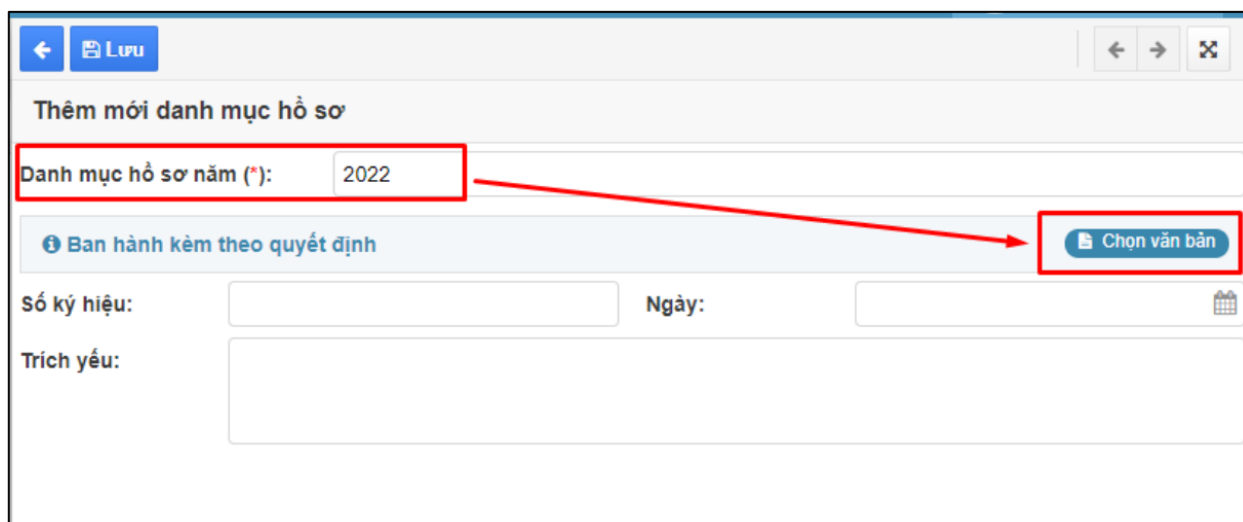 Lưu
Thêm mới danh mục hồ sơ
Danh mục hồ sơ năm (*): 2022
Ban hành kèm theo quyết định Chọn văn bản
Số ký hiệu: Ngày:
Trích yếu: